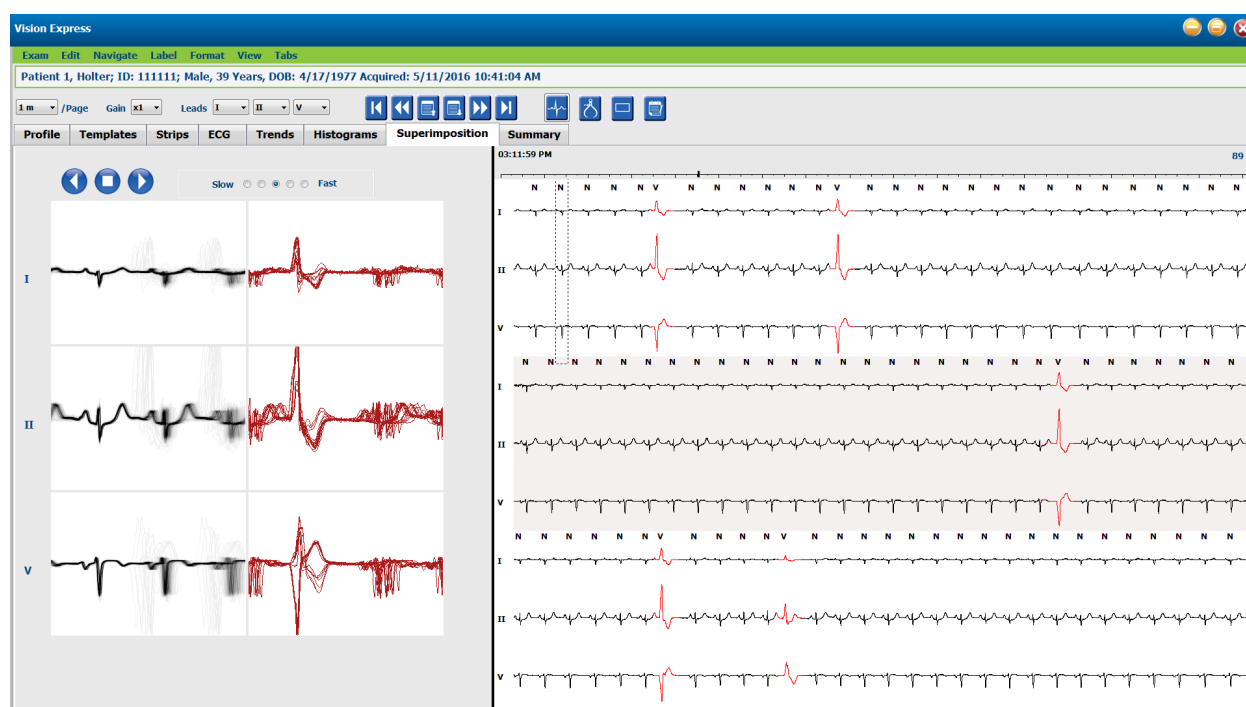 Vision Express
Exam Edit Navigate Label Format View Tabs
Patient 1, Holter; ID: 111111; Male, 39 Years, DOB: 4/17/1977 Acquired: 5/11/2016 10:41:04 AM
1 m /Page Gain x1 Leads I II V
Profile Templates Strips ECG Trends Histograms Superimposition Summary
03:11:59 PM 89
Slow Fast
I
II
V
N N N N N V N N N N N N V N N N N N N N N N N N N N N N
I
II
V
N N N N N N N N N N N N N N N N N N N N N N V N N N N N N N
I
II
V
N N N N N N V N N N N V N N N N N N N N N N N N N N N N N
I
II
V